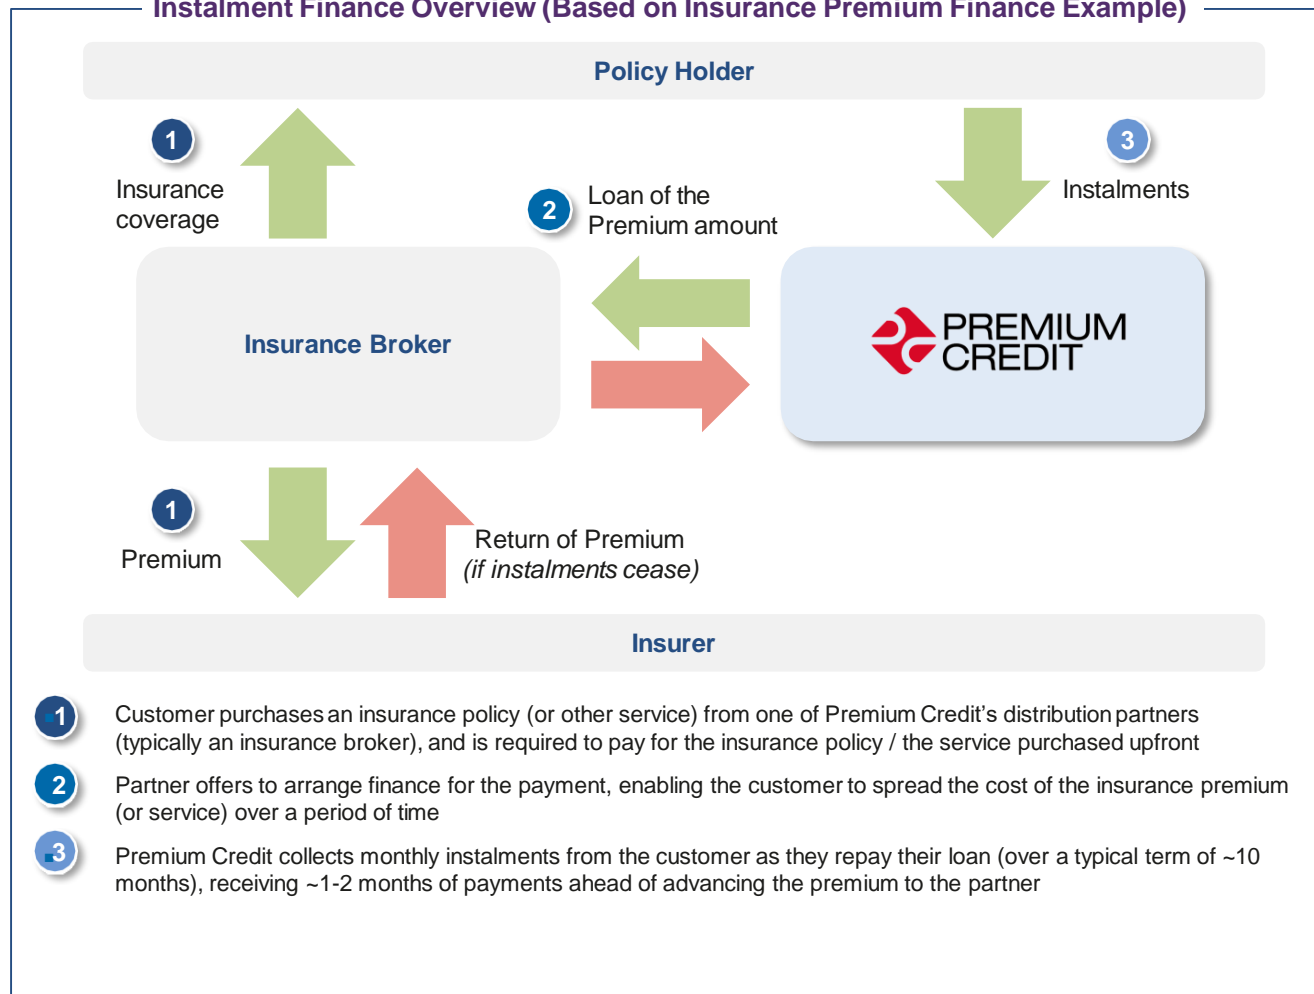 Instalment Finance Overview (Based on Insurance Premium Finance Example)
Policy Holder
1
Insurance
coverage
2
Loan of the
Premium amount
3
Instalments
Insurance Broker
PREMIUM
CREDIT
1
Premium
Return of Premium
(if instalments cease)
Insurer
1
Customer purchases an insurance policy (or other service) from one of Premium Credit's distribution partners
(typically an insurance broker), and is required to pay for the insurance policy / the service purchased upfront
2
Partner offers to arrange finance for the payment, enabling the customer to spread the cost of the insurance premium
(or service) over a period of time
3
Premium Credit collects monthly instalments from the customer as they repay their loan (over a typical term of ~10
months), receiving ~1-2 months of payments ahead of advancing the premium to the partner